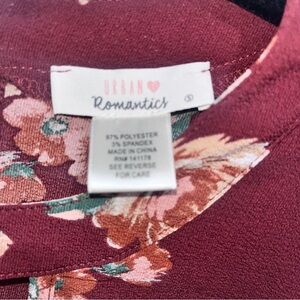 URBAN
Romantics
S
97% POLYESTER
3% SPANDEX
MADE IN CHINA
RN# 141178
SEE REVERSE
FOR CARE